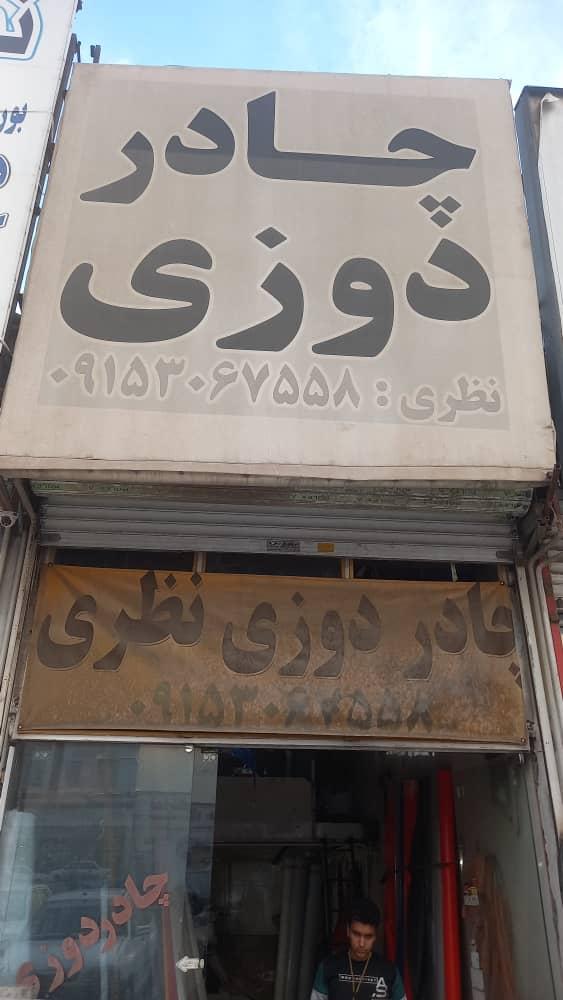 چادر
دوزی
نظری : ۰۹۱۵۳۰۶۷۵۵۸
چادر دوزی نظری
۰۹۱۵۳۰۶۷۵۵۸
چادردوزی